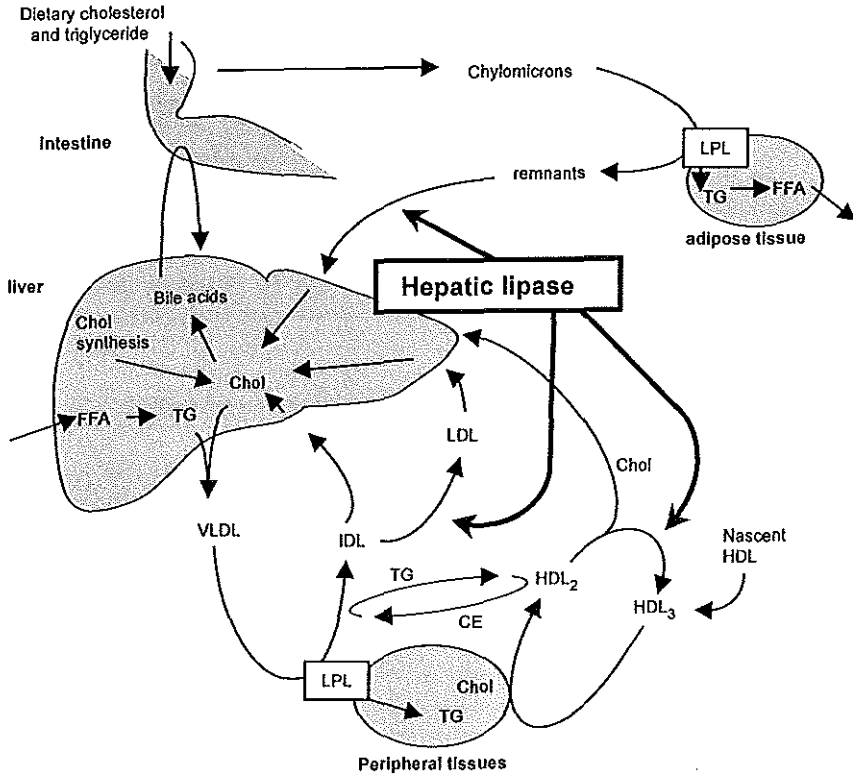 Dietary cholesterol
and triglyceride
Chylomicrons
intestine
LPL
remnants
TG
FFA
adipose tissue
liver
Hepatic lipase
Bile acids
Chol
synthesis
Chol
FFA
TG
LDL
Chol
VLDL
IDL
Nascent
HDL
TG
HDL2
CE
HDL3
LPL
Chol
TG
Peripheral tissues